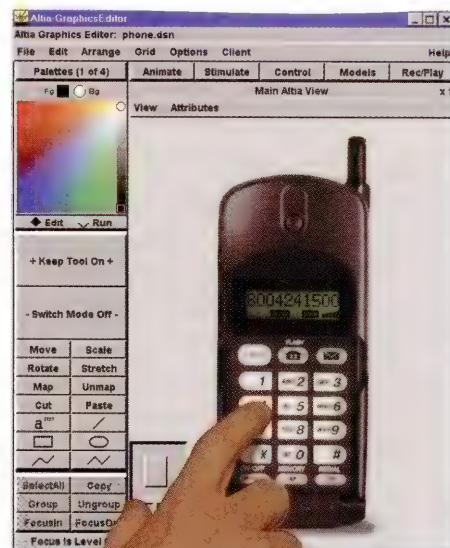 Altia-GraphicsEditor
Altia Graphics Editor: phone.dsn
File Edit Arrange Grid Options Client Help
Palettes (1 of 4) Animate Stimulate Control Models Rec/Play
Fg Bg
Main Altia View
View Attributes
Edit Run
+ Keep Tool On +
- Switch Mode Off -
Move Scale
Rotate Stretch
Map Unmap
Cut Paste
SelectAll Copy
Group Ungroup
FocusIn
Focus is Level
8004241500
FLASH
1 2 3
5 6
8 9
0 #